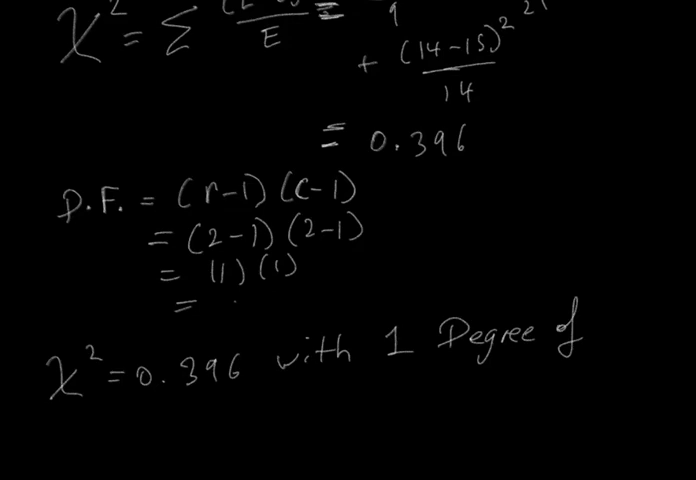 χ² = Σ / E =
+ (14-15)² / 14
= 0.396
D.F. = (r-1) (c-1)
= (2-1) (2-1)
= (1) (1)
=
χ² = 0.396 with 1 Degree of